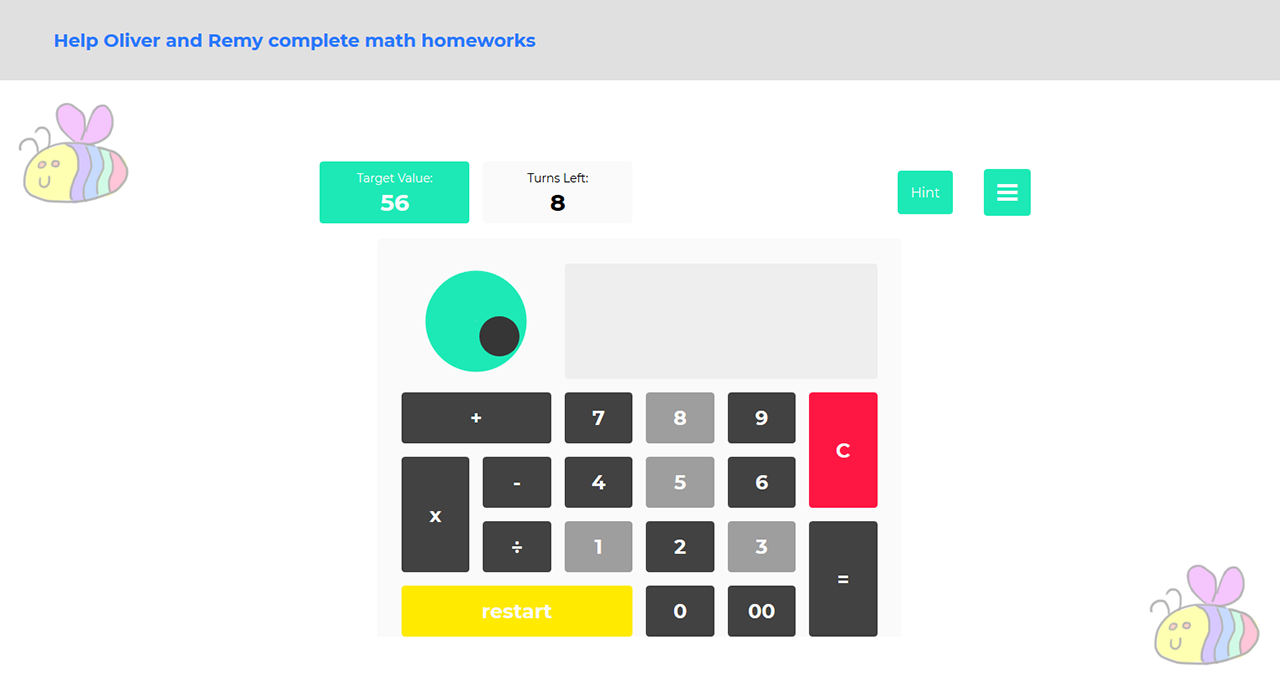 Help Oliver and Remy complete math homeworks
Target Value:
56
Turns Left:
8
Hint
+
7
8
9
C
x
-
4
5
6
÷
1
2
3
=
restart
0
00